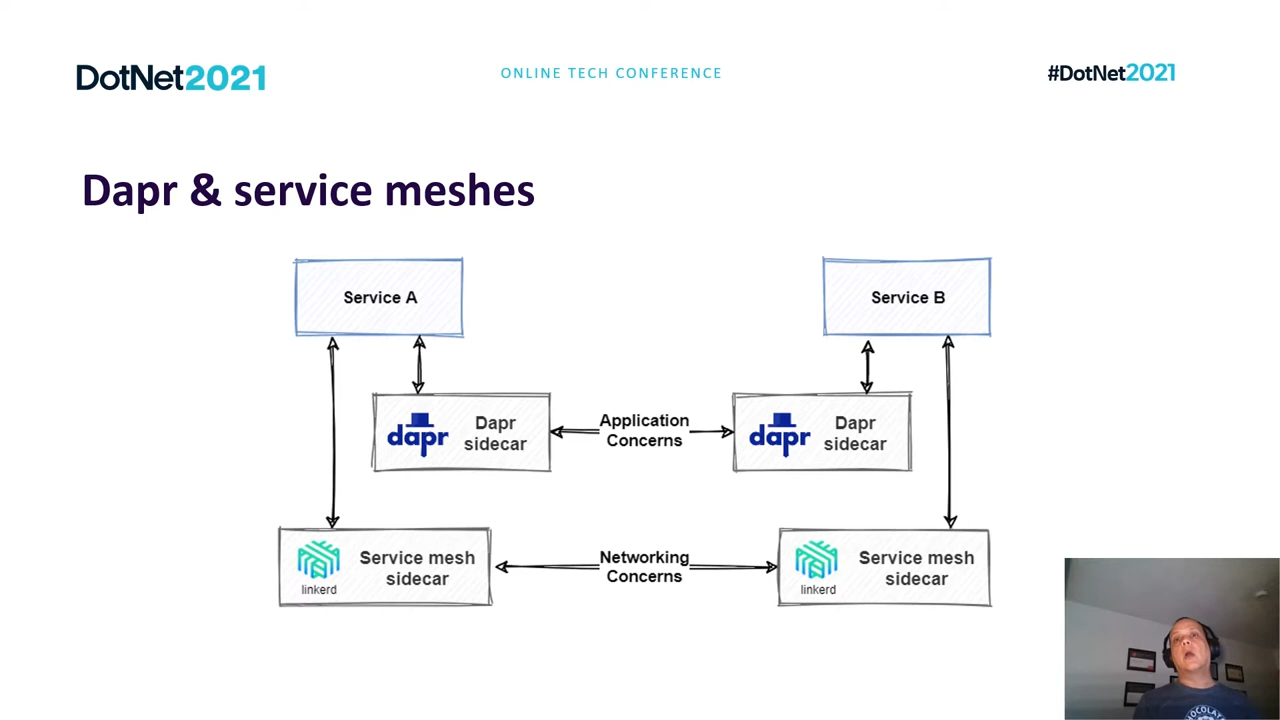 DotNet2021
ONLINE TECH CONFERENCE
#DotNet2021
Dapr & service meshes
Service A
Service B
dapr
Dapr
sidecar
Application
Concerns
dapr
Dapr
sidecar
linkerd
Service mesh
sidecar
Networking
Concerns
linkerd
Service mesh
sidecar